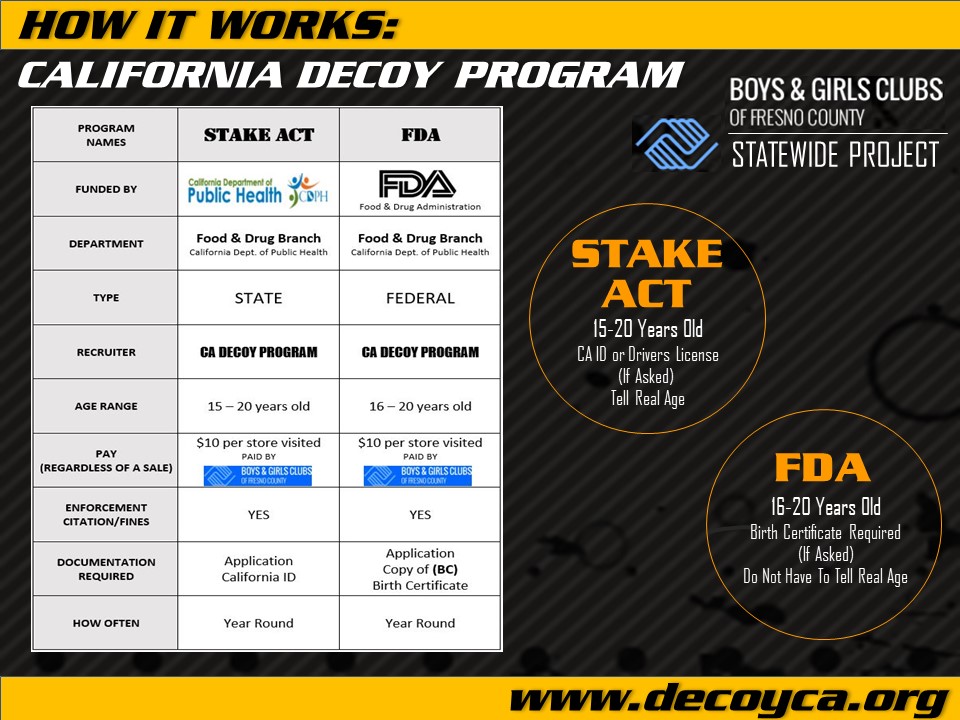 HOW IT WORKS:
CALIFORNIA DECOY PROGRAM
BOYS & GIRLS CLUBS
OF FRESNO COUNTY
STATEWIDE PROJECT
PROGRAM
NAMES
STAKE ACT
FDA
FUNDED BY
California Department of
Public Health
CDPH
FDA
Food & Drug Administration
DEPARTMENT
Food & Drug Branch
California Dept. of Public Health
Food & Drug Branch
California Dept. of Public Health
TYPE
STATE
FEDERAL
RECRUITER
CA DECOY PROGRAM
CA DECOY PROGRAM
AGE RANGE
15 – 20 years old
16 – 20 years old
PAY
(REGARDLESS OF A SALE)
$10 per store visited
PAID BY
BOYS & GIRLS CLUBS
OF FRESNO COUNTY
$10 per store visited
PAID BY
BOYS & GIRLS CLUBS
OF FRESNO COUNTY
ENFORCEMENT
CITATION/FINES
YES
YES
DOCUMENTATION
REQUIRED
Application
California ID
Application
Copy of (BC)
Birth Certificate
HOW OFTEN
Year Round
Year Round
STAKE
ACT
15-20 Years Old
CA ID or Drivers License
(If Asked)
Tell Real Age
FDA
16-20 Years Old
Birth Certificate Required
(If Asked)
Do Not Have To Tell Real Age
www.decoyca.org